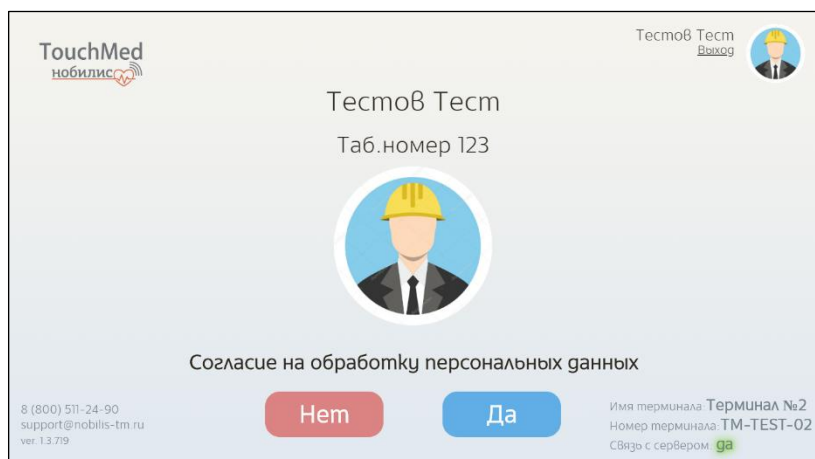 TouchMed
нобилис
Тестов Тест
Выход
Тестов Тест
Таб.номер 123
Согласие на обработку персональных данных
Нет
Да
8 (800) 511-24-90
support@nobilis-tm.ru
ver. 1.3.719
Имя терминала: Терминал №2
Номер терминала: TM-TEST-02
Связь с сервером: да